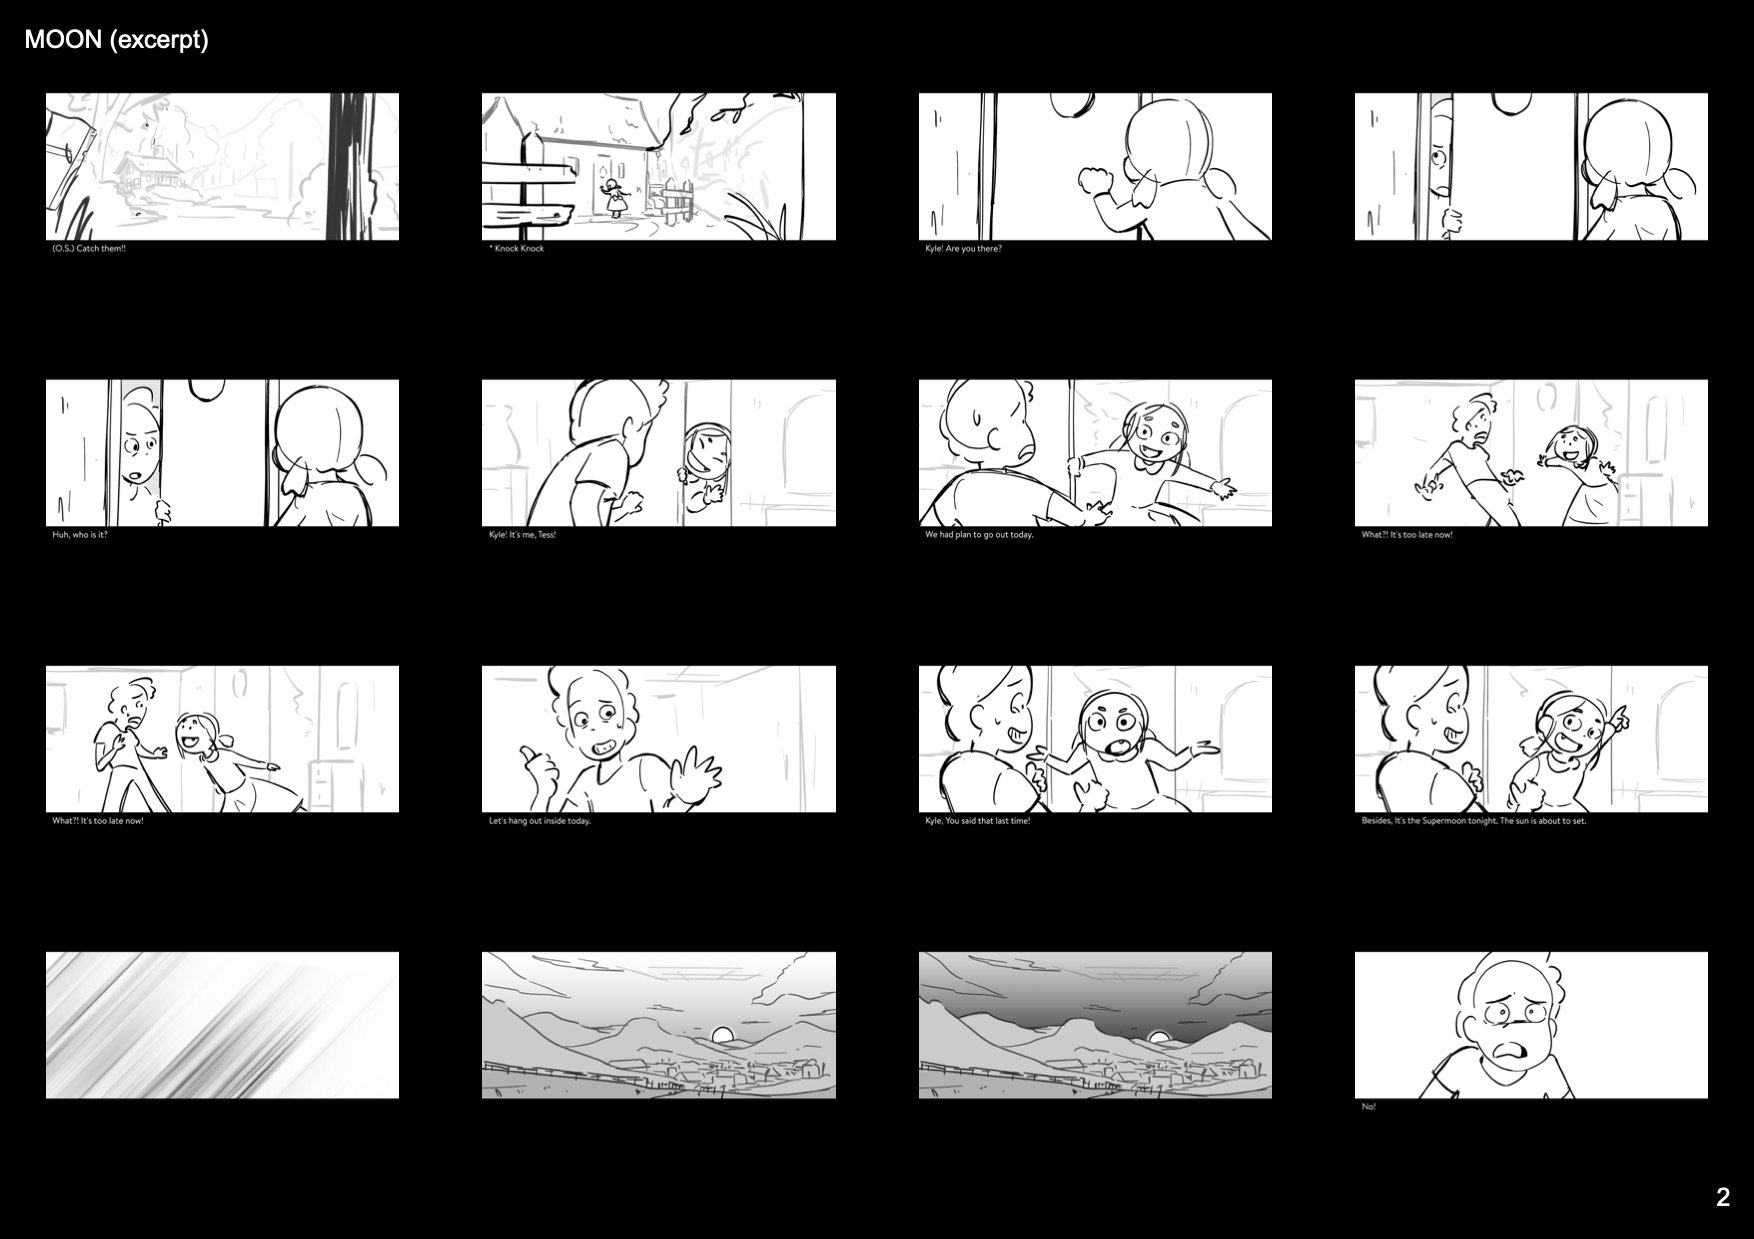 MOON (excerpt)
(O.S.) Catch them!!
* Knock Knock
Kyle! Are you there?
Huh, who is it?
Kyle! It's me, Tess!
We had plan to go out today.
What?! It's too late now!
What?! It's too late now!
Let's hang out inside today.
Kyle, You said that last time!
Besides, It's the Supermoon tonight. The sun is about to set.
No!
2